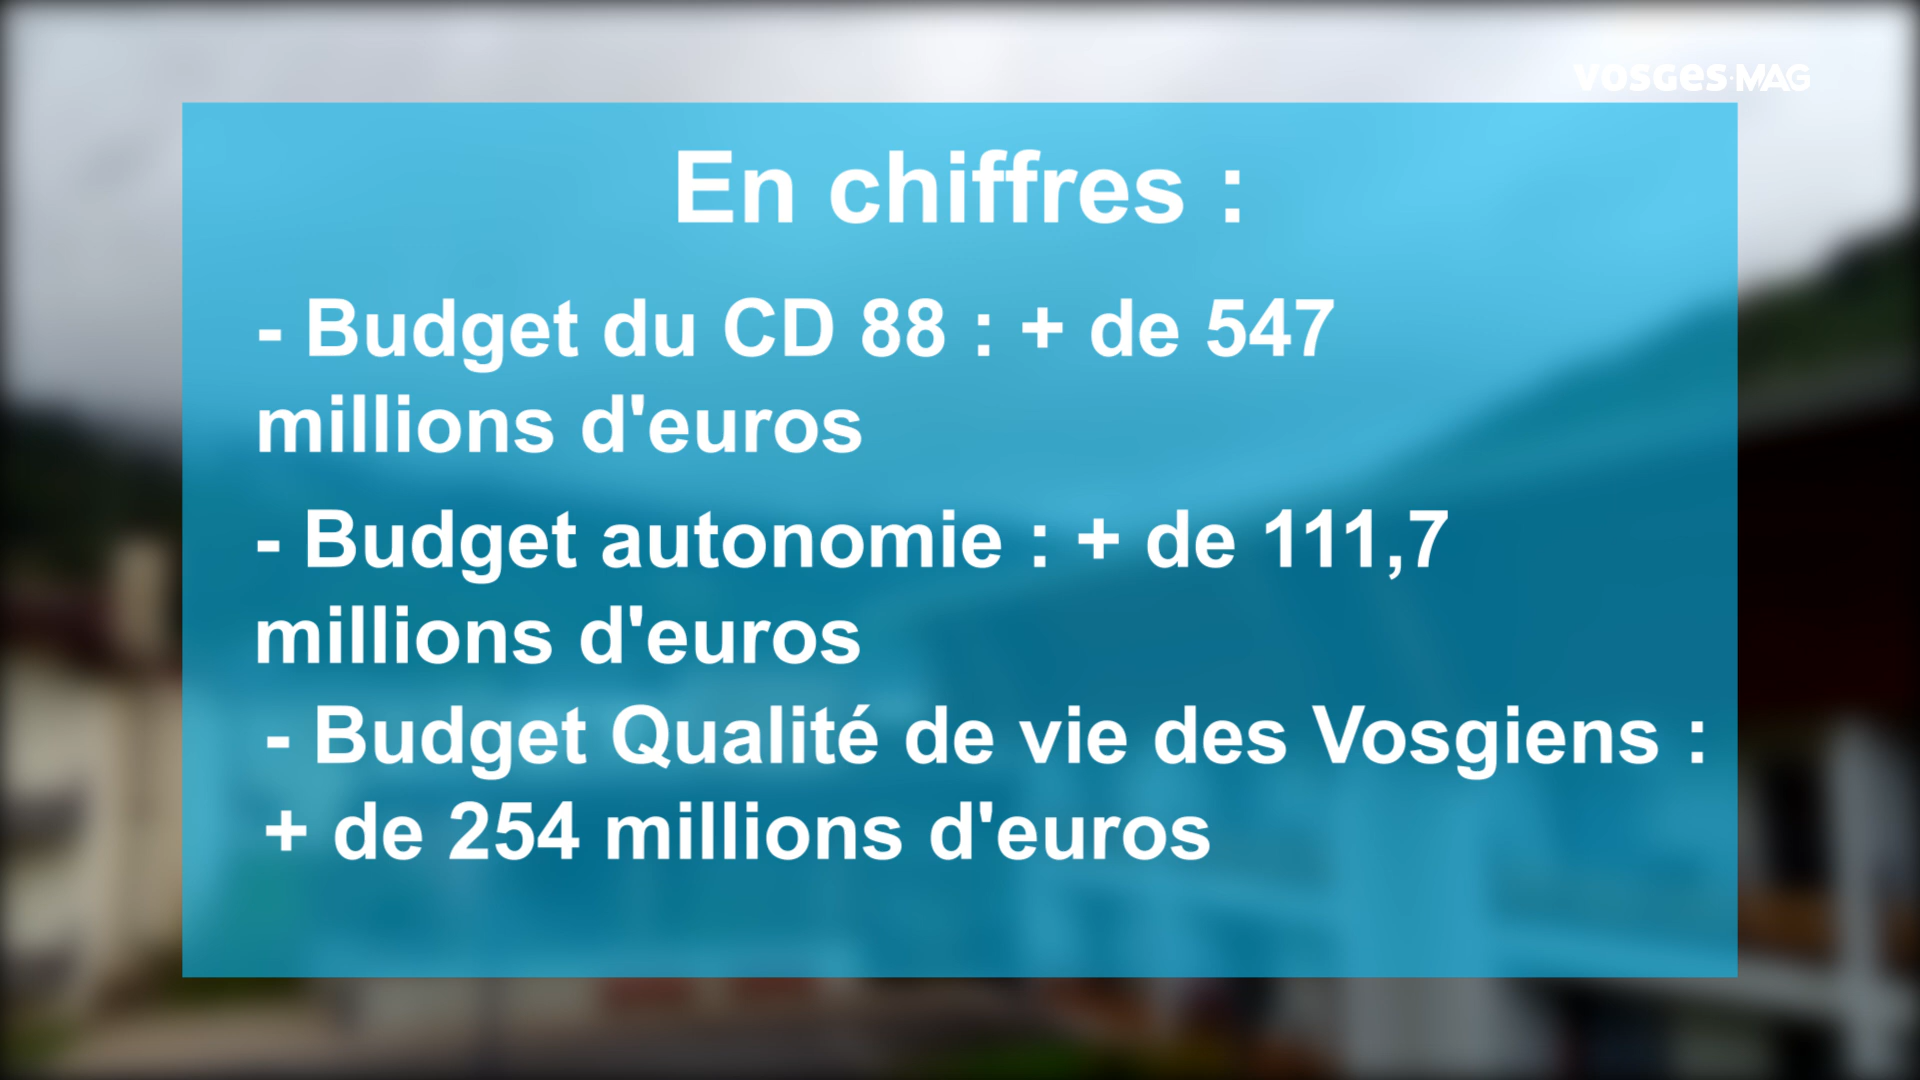 VOSGES·MAG
En chiffres :
- Budget du CD 88 : + de 547
millions d'euros
- Budget autonomie : + de 111,7
millions d'euros
- Budget Qualité de vie des Vosgiens :
+ de 254 millions d'euros